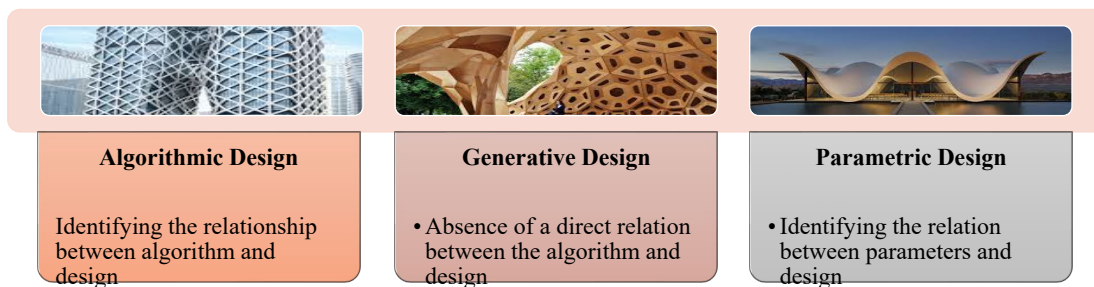 Algorithmic Design
Identifying the relationship
between algorithm and
design
Generative Design
• Absence of a direct relation
between the algorithm and
design
Parametric Design
• Identifying the relation
between parameters and
design